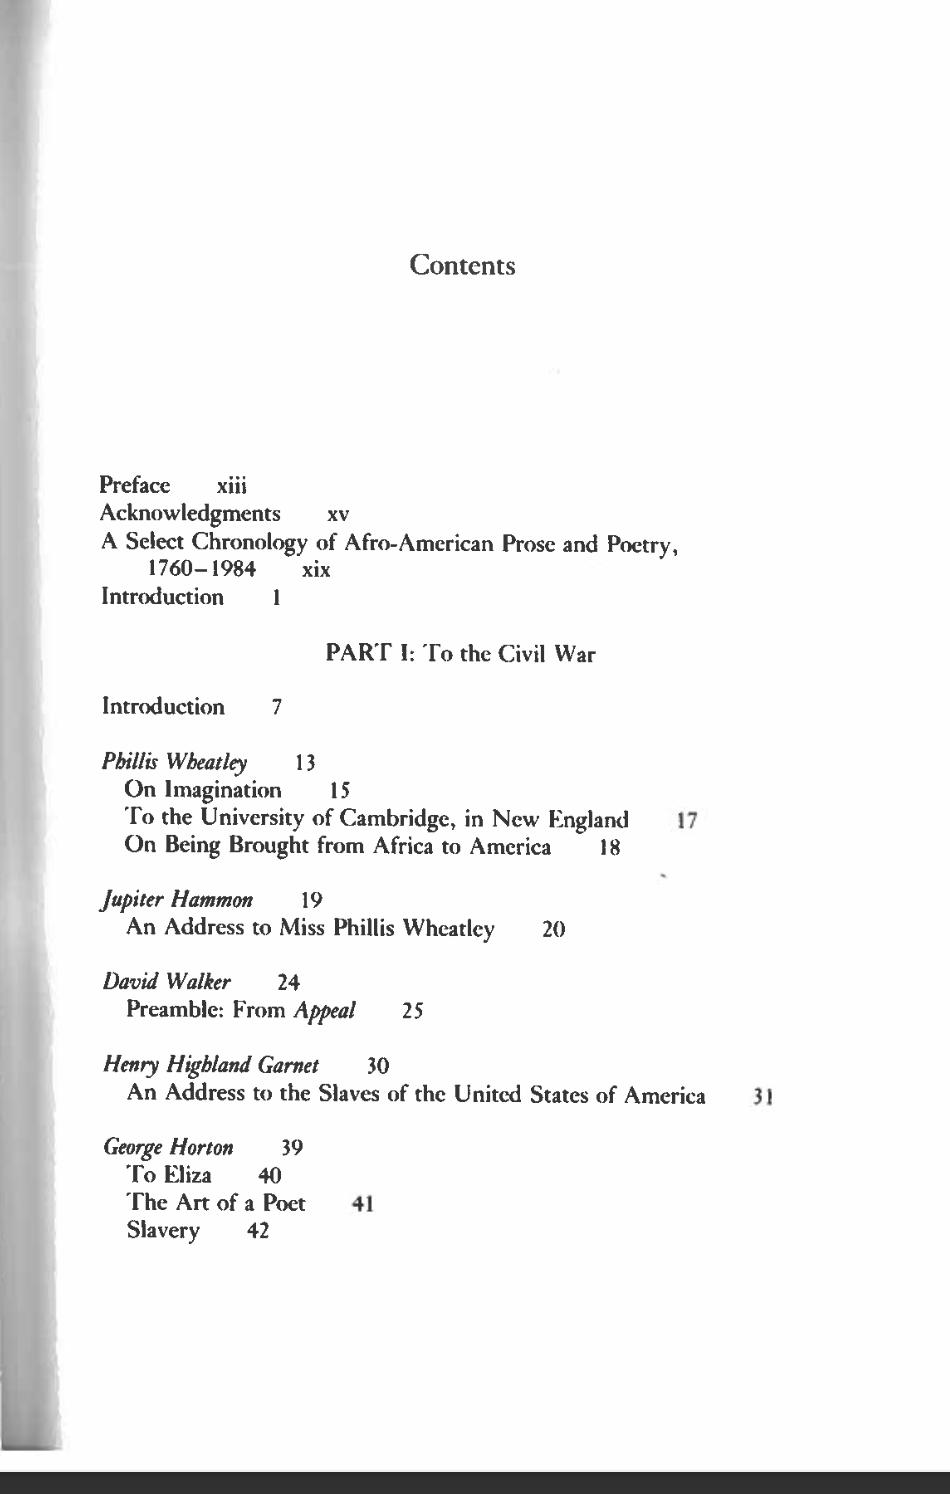 Contents
Preface xiii
Acknowledgments xv
A Select Chronology of Afro-American Prose and Poetry,
1760–1984 xix
Introduction 1
PART I: To the Civil War
Introduction 7
Phillis Wheatley 13
On Imagination 15
To the University of Cambridge, in New England 17
On Being Brought from Africa to America 18
Jupiter Hammon 19
An Address to Miss Phillis Wheatley 20
David Walker 24
Preamble: From Appeal 25
Henry Highland Garnet 30
An Address to the Slaves of the United States of America 31
George Horton 39
To Eliza 40
The Art of a Poet 41
Slavery 42